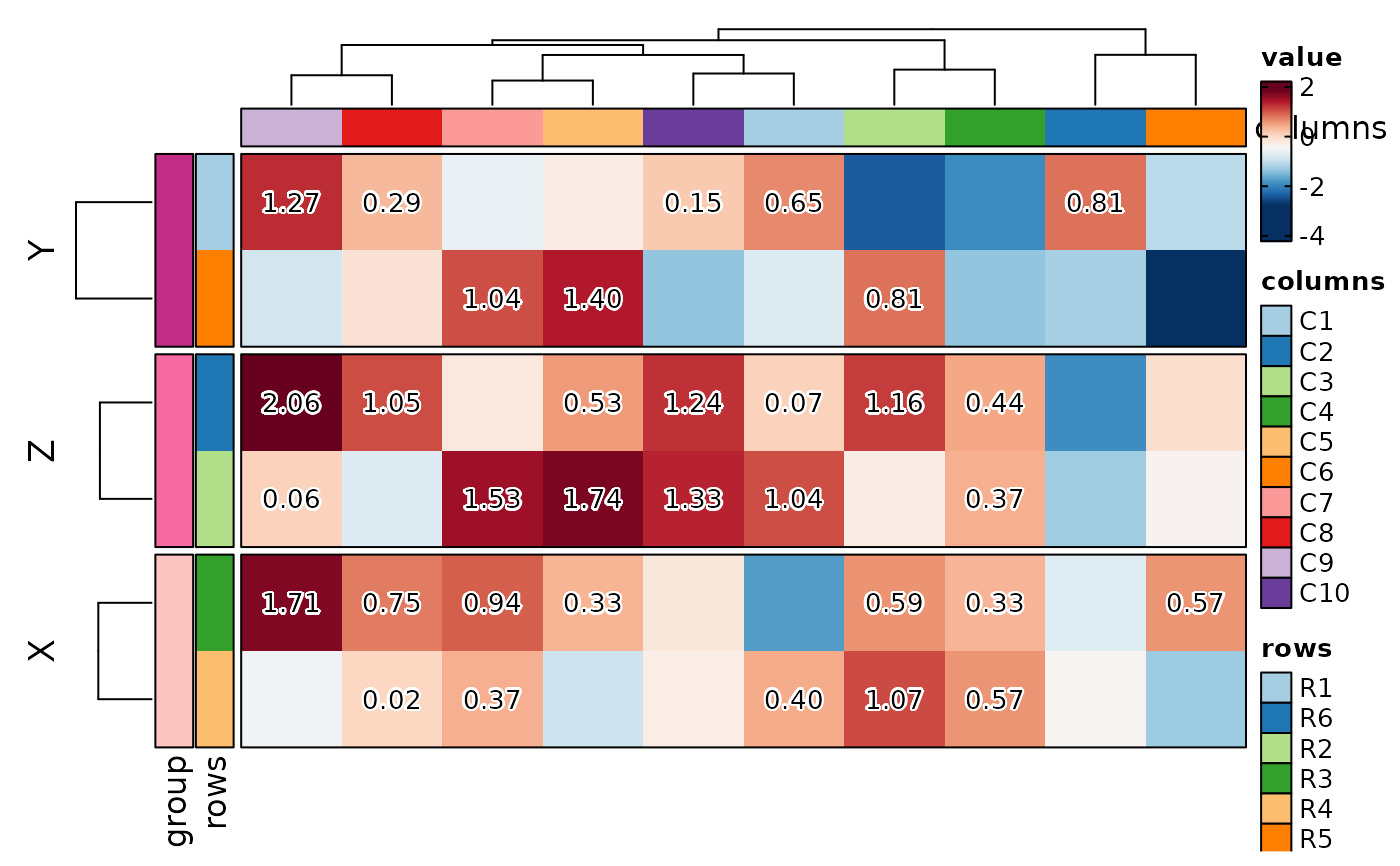 value
2
0
-2
-4
columns
Y
1.27 0.29 0.15 0.65 0.81
1.04 1.40 0.81
Z
2.06 1.05 0.53 1.24 0.07 1.16 0.44
0.06 1.53 1.74 1.33 1.04 0.37
X
1.71 0.75 0.94 0.33 0.59 0.33 0.57
0.02 0.37 0.40 1.07 0.57
group
rows
columns
C1
C2
C3
C4
C5
C6
C7
C8
C9
C10
rows
R1
R6
R2
R3
R4
R5